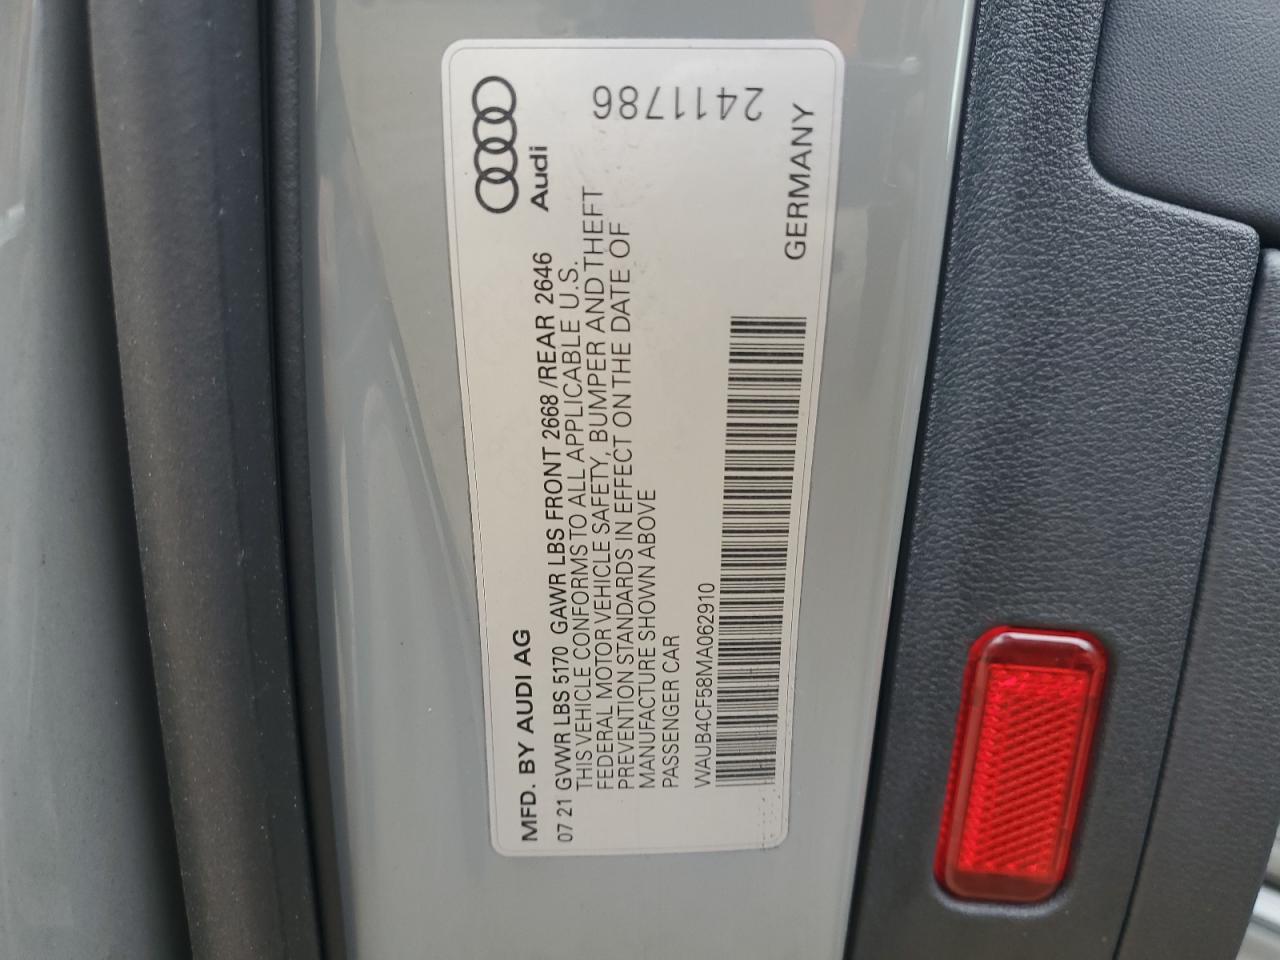 MFD. BY AUDI AG
Audi
07 21 GVWR LBS 5170 GAWR LBS FRONT 2668 /REAR 2646
THIS VEHICLE CONFORMS TO ALL APPLICABLE U.S.
FEDERAL MOTOR VEHICLE SAFETY, BUMPER AND THEFT
PREVENTION STANDARDS IN EFFECT ON THE DATE OF
MANUFACTURE SHOWN ABOVE
PASSENGER CAR
WAUB4CF58MA062910
2411786
GERMANY